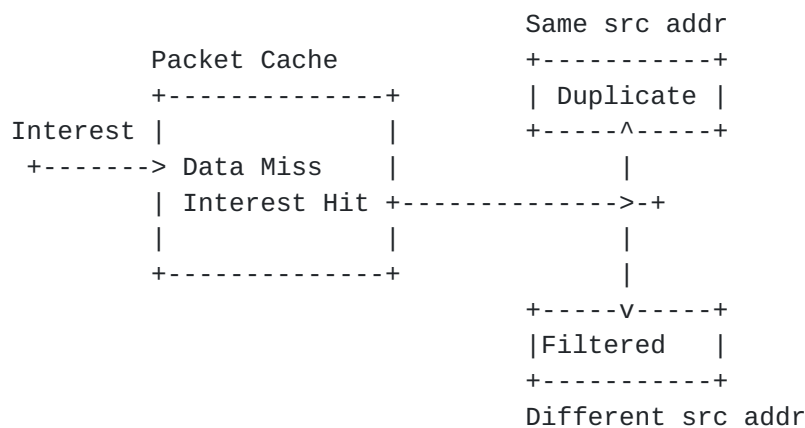 Same src addr
         Packet Cache              +-----------+
         +--------------+          | Duplicate |
Interest |              |          +-----^-----+
 +-------> Data Miss    |                |
         | Interest Hit +-------------->-+
         |              |                |
         +--------------+                |
                                   +-----v-----+
                                   |Filtered   |
                                   +-----------+
                                   Different src addr